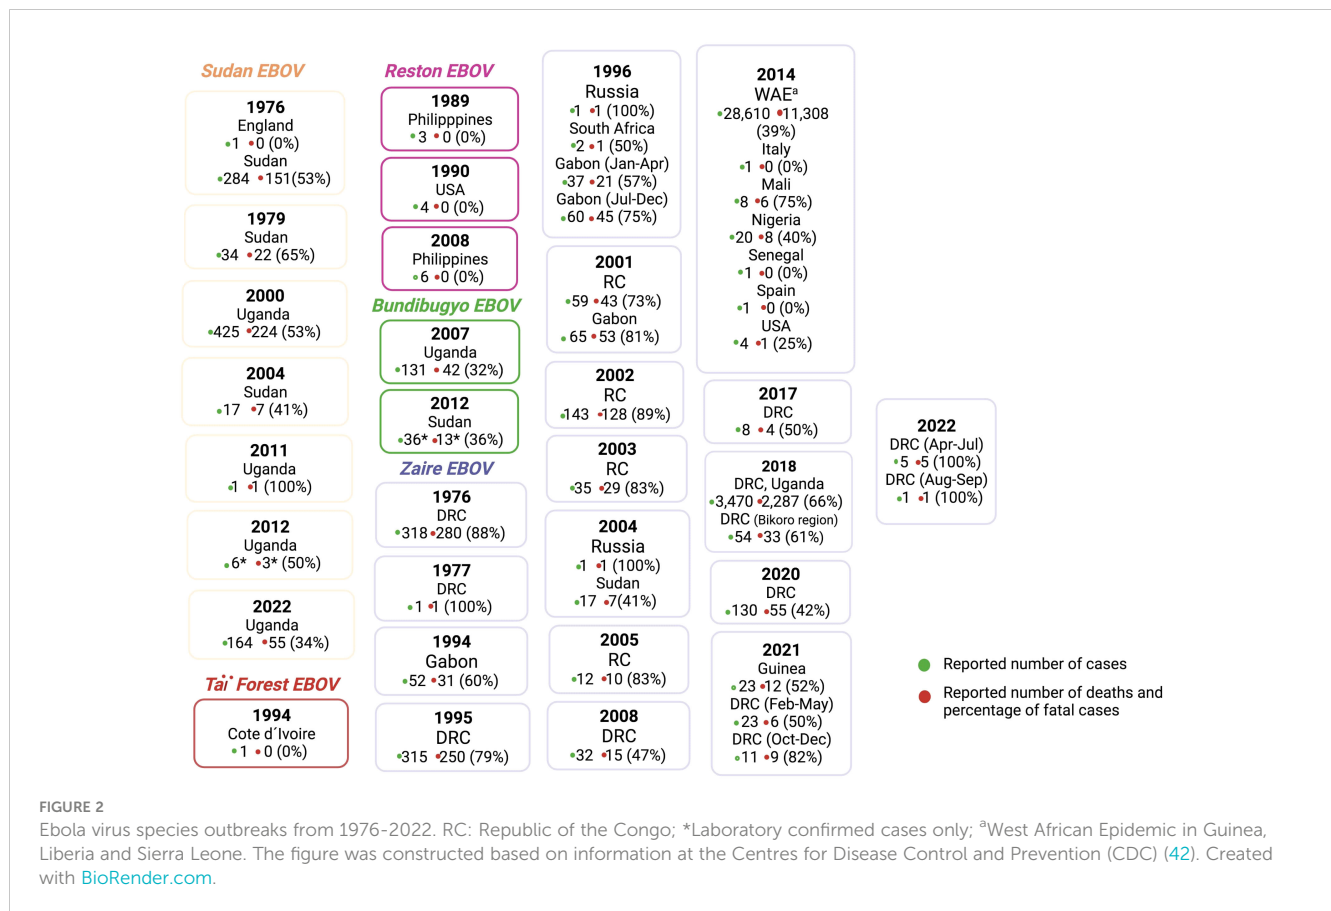 Sudan EBOV
1976
England
1 0 (0%)
Sudan
284 151(53%)
1979
Sudan
34 22 (65%)
2000
Uganda
425 224 (53%)
2004
Sudan
17 7 (41%)
2011
Uganda
1 1 (100%)
2012
Uganda
6* 3* (50%)
2022
Uganda
164 55 (34%)
Taï Forest EBOV
1994
Cote d´Ivoire
1 0 (0%)
Reston EBOV
1989
Philipppines
3 0 (0%)
1990
USA
4 0 (0%)
2008
Philippines
6 0 (0%)
Bundibugyo EBOV
2007
Uganda
131 42 (32%)
2012
Sudan
36* 13* (36%)
Zaire EBOV
1976
DRC
318 280 (88%)
1977
DRC
1 1 (100%)
1994
Gabon
52 31 (60%)
1995
DRC
315 250 (79%)
1996
Russia
1 1 (100%)
South Africa
2 1 (50%)
Gabon (Jan-Apr)
37 21 (57%)
Gabon (Jul-Dec)
60 45 (75%)
2001
RC
59 43 (73%)
Gabon
65 53 (81%)
2002
RC
143 128 (89%)
2003
RC
35 29 (83%)
2004
Russia
1 1 (100%)
Sudan
17 7(41%)
2005
RC
12 10 (83%)
2008
DRC
32 15 (47%)
2014
WAEᵃ
28,610 11,308
(39%)
Italy
1 0 (0%)
Mali
8 6 (75%)
Nigeria
20 8 (40%)
Senegal
1 0 (0%)
Spain
1 0 (0%)
USA
4 1 (25%)
2017
DRC
8 4 (50%)
2018
DRC, Uganda
3,470 2,287 (66%)
DRC (Bikoro region)
54 33 (61%)
2020
DRC
130 55 (42%)
2021
Guinea
23 12 (52%)
DRC (Feb-May)
23 6 (50%)
DRC (Oct-Dec)
11 9 (82%)
2022
DRC (Apr-Jul)
5 5 (100%)
DRC (Aug-Sep)
1 1 (100%)
Reported number of cases
Reported number of deaths and
percentage of fatal cases
FIGURE 2
Ebola virus species outbreaks from 1976-2022. RC: Republic of the Congo; *Laboratory confirmed cases only; ᵃWest African Epidemic in Guinea,
Liberia and Sierra Leone. The figure was constructed based on information at the Centres for Disease Control and Prevention (CDC) (42). Created
with BioRender.com.